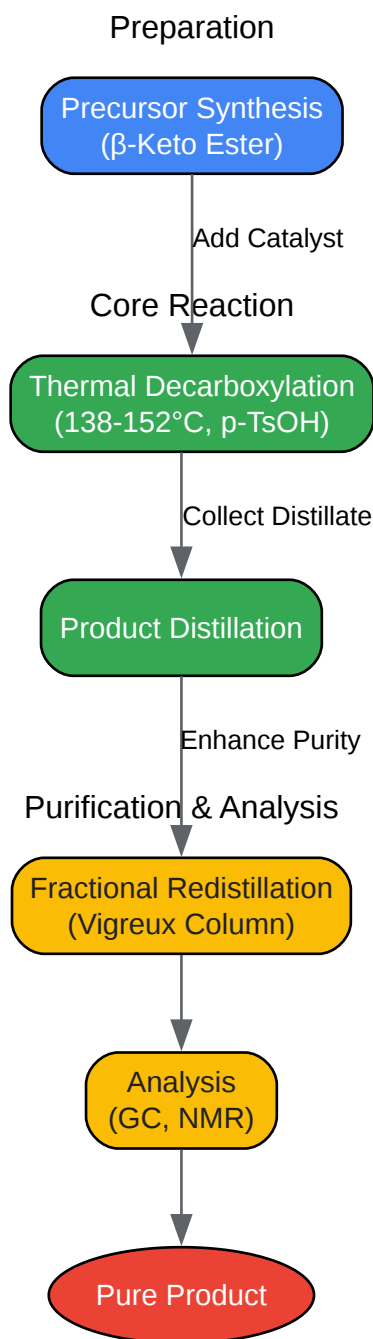 Preparation
Precursor Synthesis
(β-Keto Ester)
Add Catalyst
Core Reaction
Thermal Decarboxylation
(138-152°C, p-TsOH)
Collect Distillate
Product Distillation
Enhance Purity
Purification & Analysis
Fractional Redistillation
(Vigreux Column)
Analysis
(GC, NMR)
Pure Product